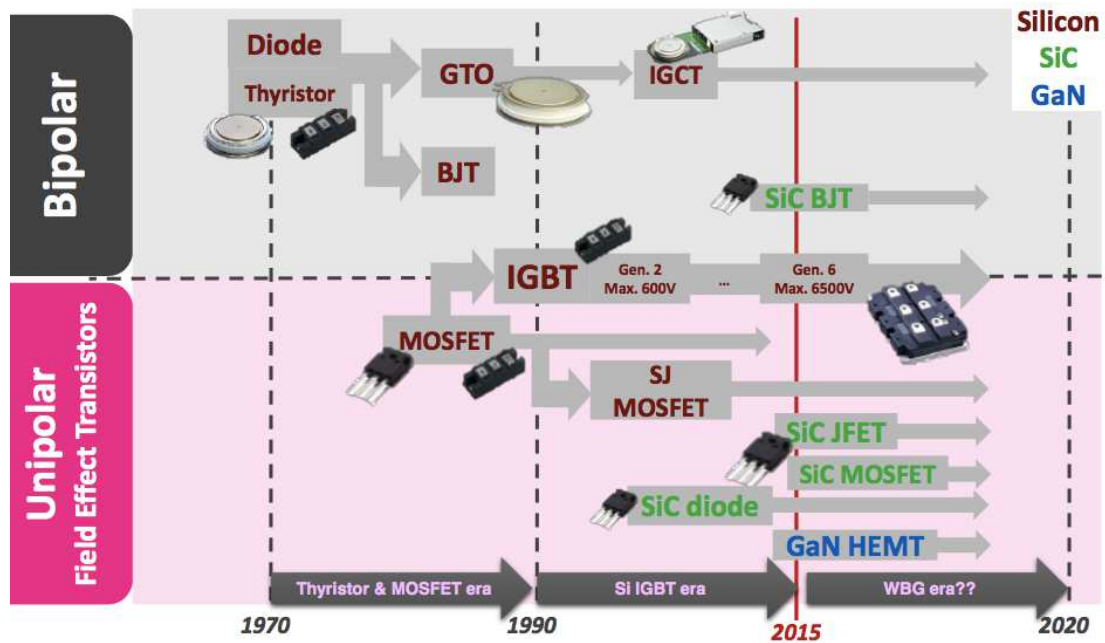 Bipolar
Unipolar
Field Effect Transistors
Silicon
SiC
GaN
Diode
Thyristor
GTO
IGCT
BJT
SiC BJT
IGBT
Gen. 2
Max. 600V
...
Gen. 6
Max. 6500V
MOSFET
SJ
MOSFET
SiC JFET
SiC MOSFET
SiC diode
GaN HEMT
Thyristor & MOSFET era
Si IGBT era
WBG era??
1970
1990
2015
2020